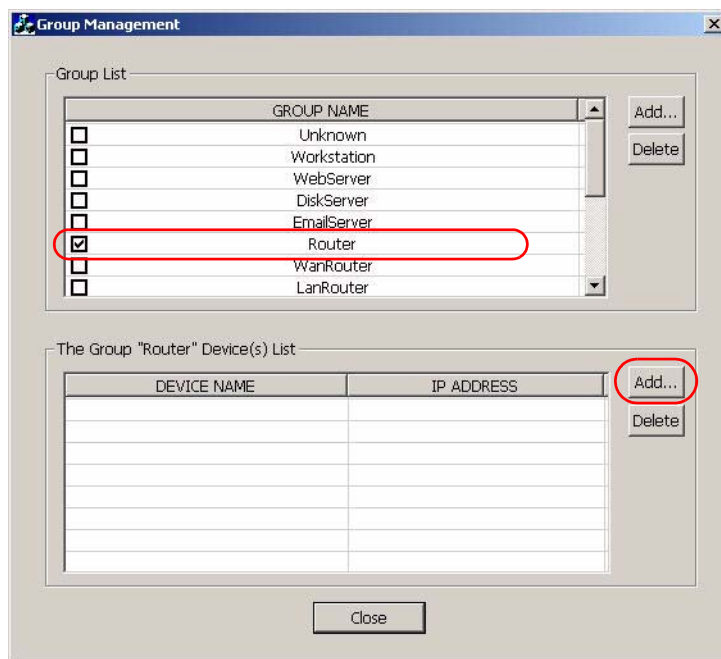 Group Management
Group List
GROUP NAME
Add...
Unknown
Delete
Workstation
WebServer
DiskServer
EmailServer
Router
WanRouter
LanRouter
The Group "Router" Device(s) List
DEVICE NAME IP ADDRESS
Add...
Delete
Close